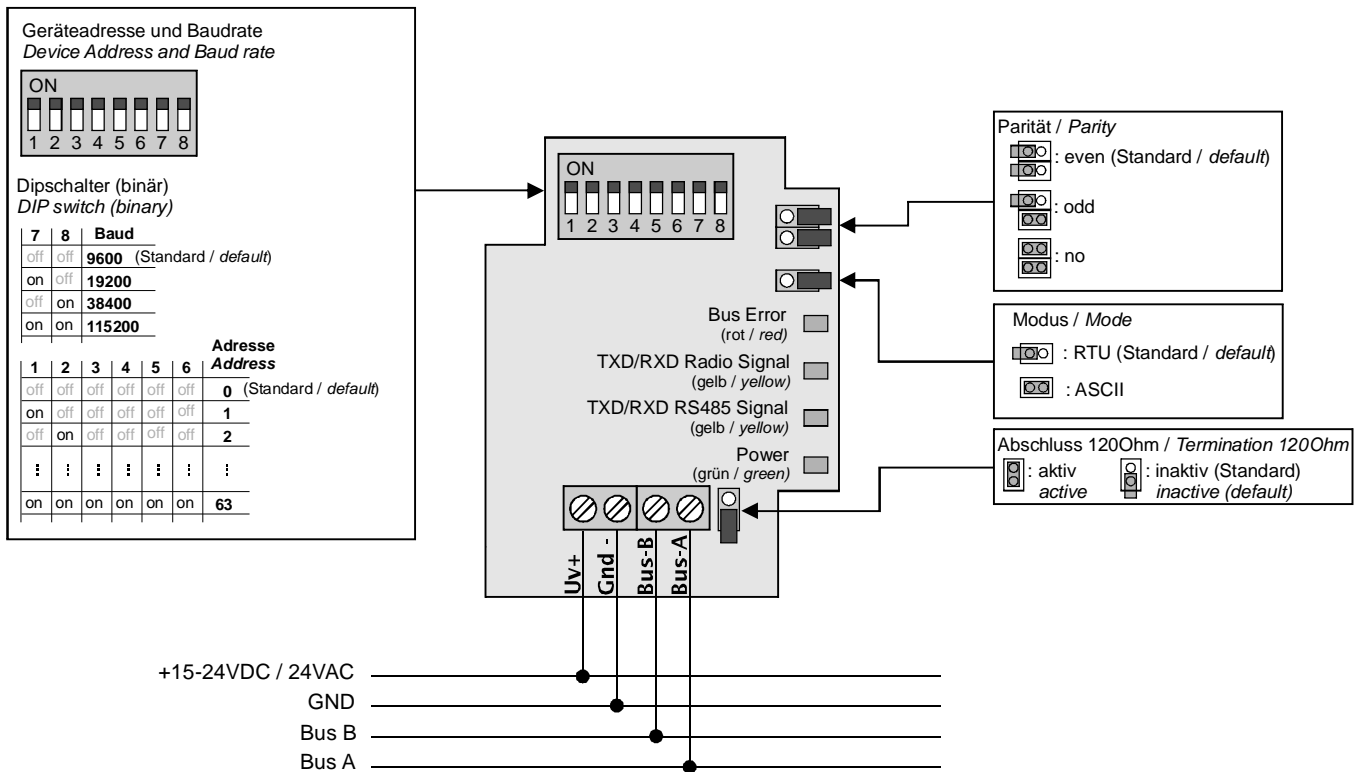 Geräteadresse und Baudrate
Device Address and Baud rate
ON
1 2 3 4 5 6 7 8
Dipschalter (binär)
DIP switch (binary)
7 8 Baud
off off 9600 (Standard / default)
on off 19200
off on 38400
on on 115200
Adresse
1 2 3 4 5 6 Address
off off off off off off 0 (Standard / default)
on off off off off off 1
off on off off off off 2
⋮ ⋮ ⋮ ⋮ ⋮ ⋮ ⋮
on on on on on on 63
ON
1 2 3 4 5 6 7 8
Bus Error
(rot / red)
TXD/RXD Radio Signal
(gelb / yellow)
TXD/RXD RS485 Signal
(gelb / yellow)
Power
(grün / green)
Uv+
Gnd -
Bus-B
Bus-A
Parität / Parity
: even (Standard / default)
: odd
: no
Modus / Mode
: RTU (Standard / default)
: ASCII
Abschluss 120Ohm / Termination 120Ohm
: aktiv : inaktiv (Standard)
active inactive (default)
+15-24VDC / 24VAC
GND
Bus B
Bus A